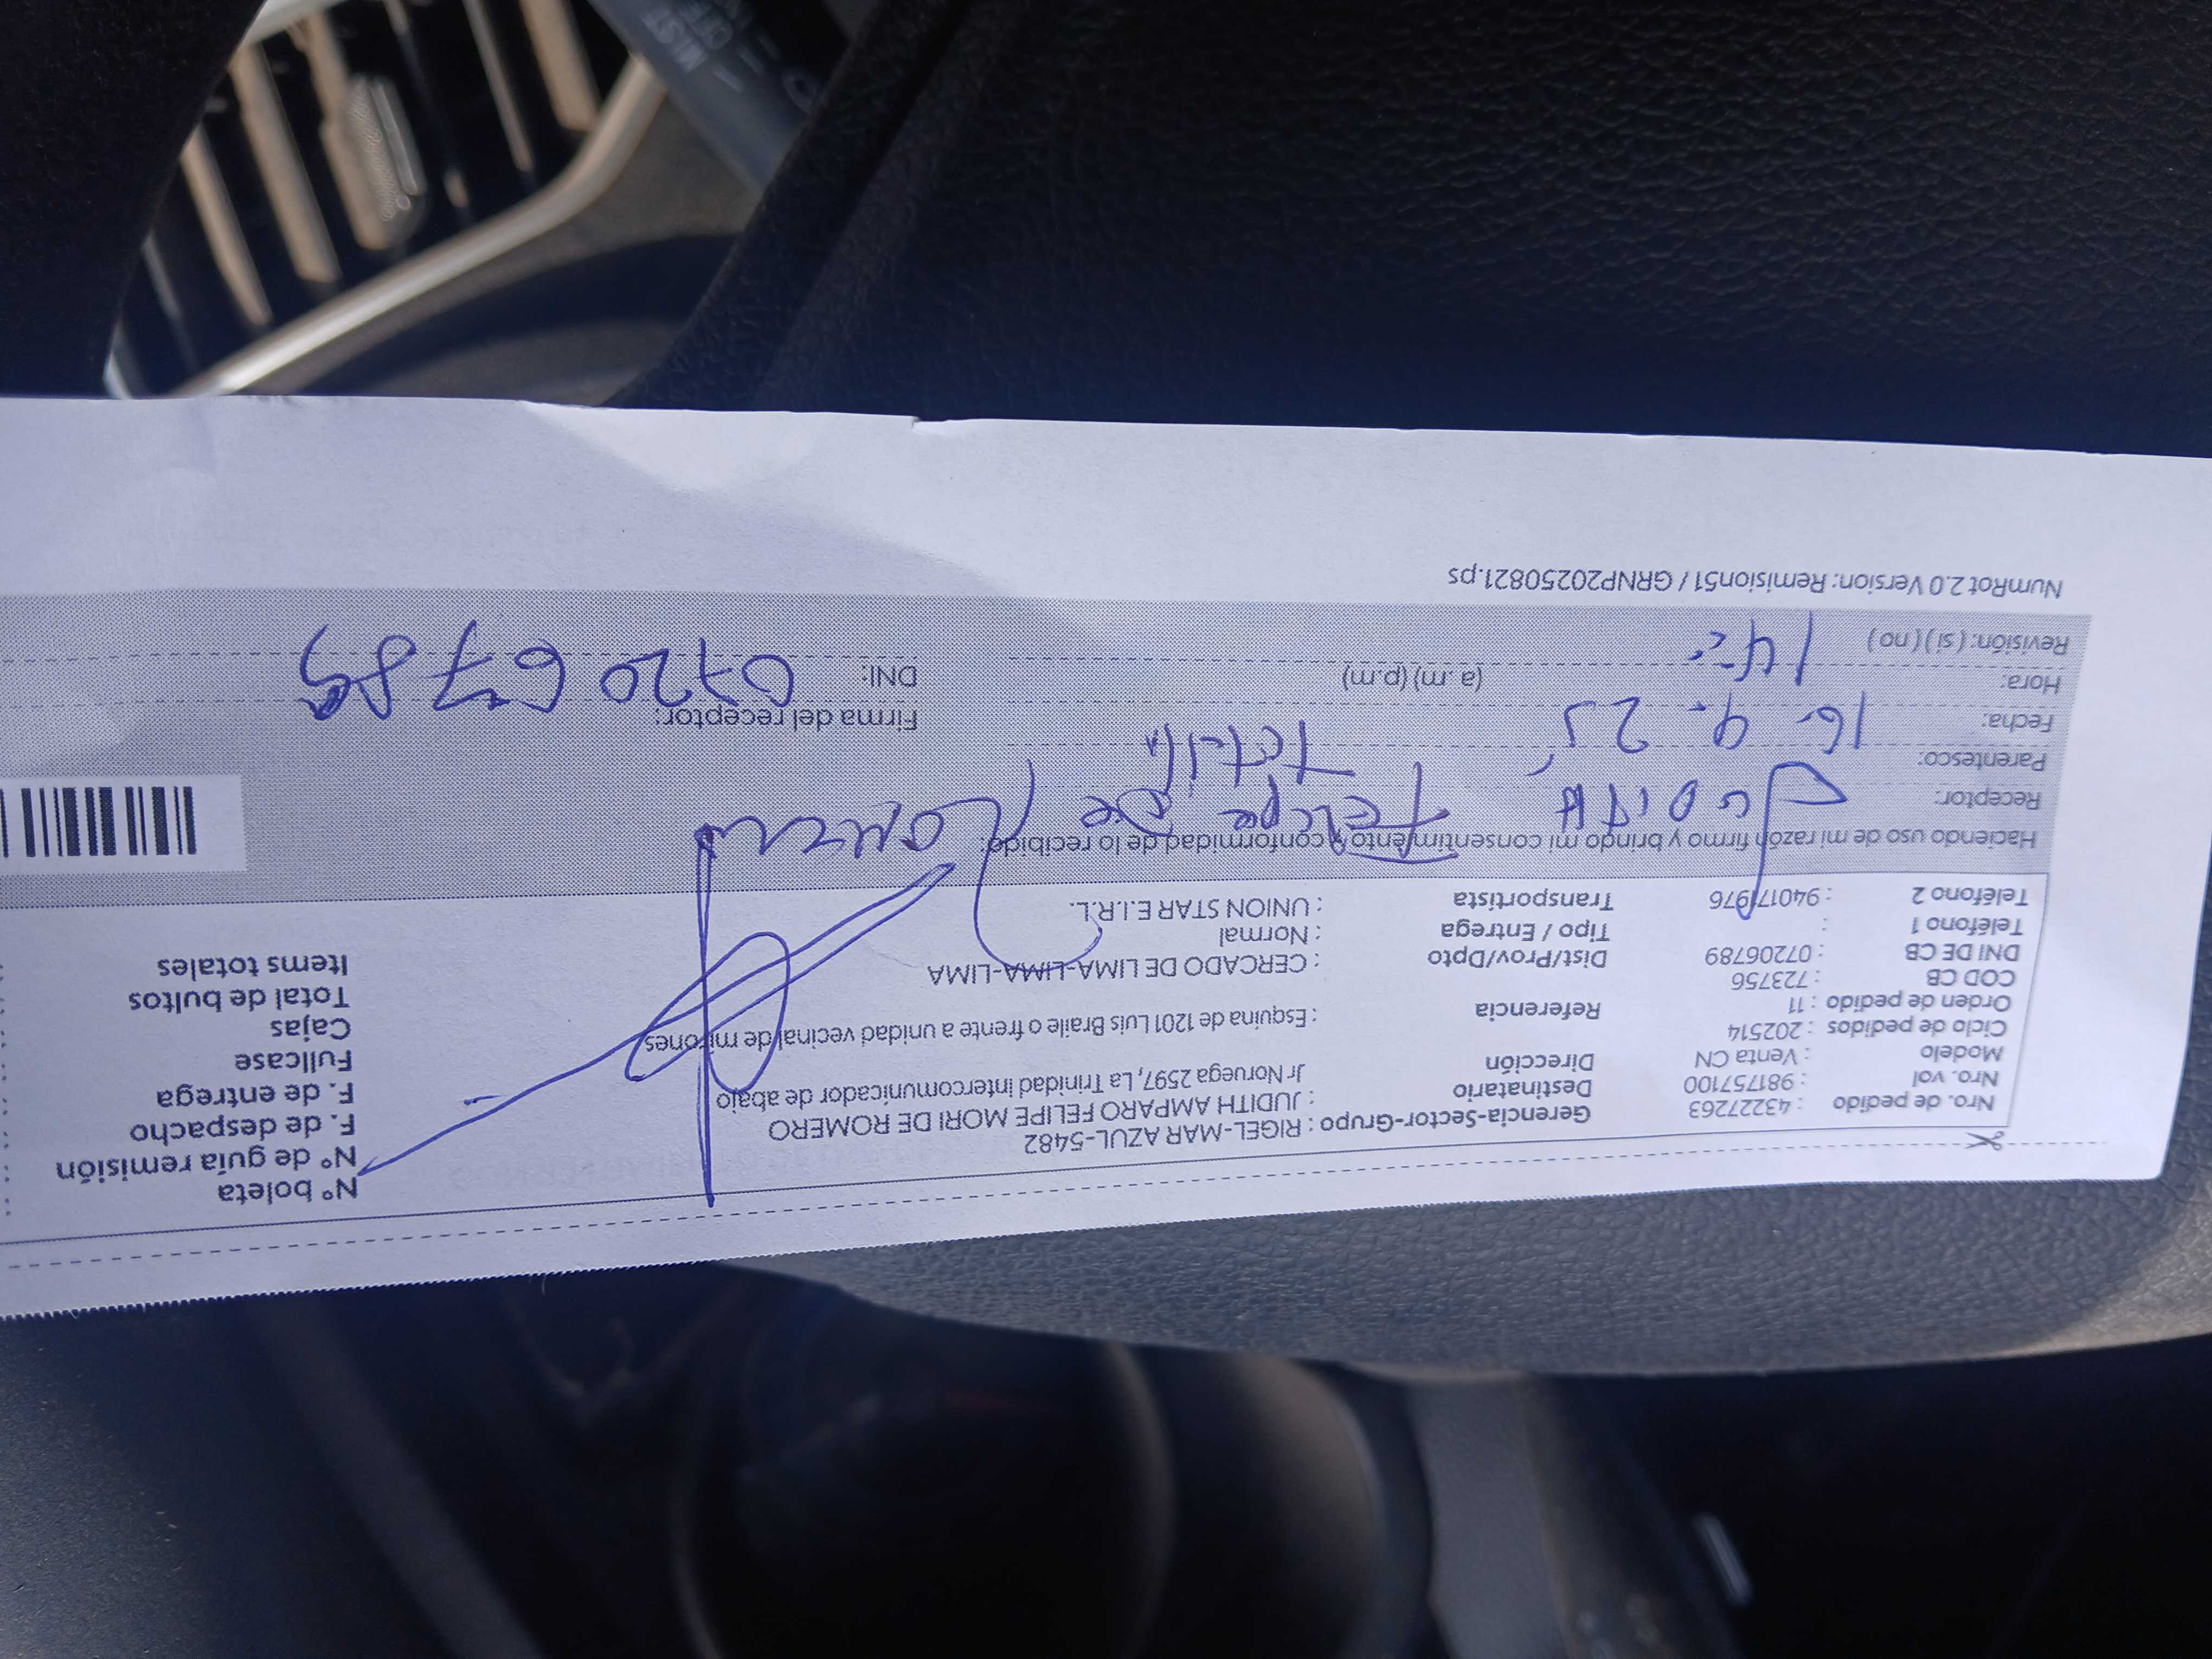 Nro. de pedido : 43227263
Nro. vol : 981757100
Modelo : Venta CN
Ciclo de pedidos : 202514
Orden de pedido : 11
COD CB : 723756
DNI DE CB : 07206789
Teléfono 1 :
Teléfono 2 : 940171976
Gerencia-Sector-Grupo : RIGEL-MAR AZUL-5482
Destinatario : JUDITH AMPARO FELIPE MORI DE ROMERO
Dirección Jr Noruega 2597, La Trinidad intercomunicador de abajo
Referencia : Esquina de 1201 Luis Braile o frente a unidad vecinal de mirones
Dist/Prov/Dpto : CERCADO DE LIMA-LIMA-LIMA
Tipo / Entrega : Normal
Transportista : UNION STAR E.I.R.L.
N° boleta :
N° de guía remisión :
F. de despacho :
F. de entrega :
Fullcase :
Cajas :
Total de bultos :
Items totales :
Haciendo uso de mi razón firmo y brindo mi consentimiento y conformidad de lo recibido:
Receptor: JUDITH Felipe De Romero
Parentesco:
Fecha: 16 9 25
Hora: (a.m) (p.m)
Revisión: ( si ) ( no )
Firma del receptor:
DNI: 07206789
NumRot 2.0 Version: Remision51 / GRNP20250821.ps
OFF